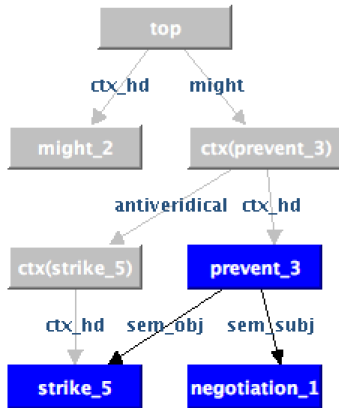 top
ctx_hd might
might_2 ctx(prevent_3)
antiveridical ctx_hd
ctx(strike_5) prevent_3
ctx_hd sem_obj sem_subj
strike_5 negotiation_1